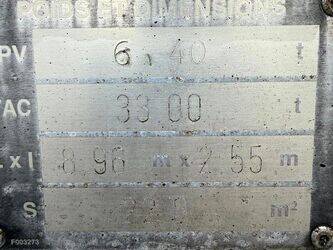 POIDS ET DIMENSIONS
PV 6,40 t
AC 33 00 t
.x l 8.96 m x 2.55 m
S m²
F003273